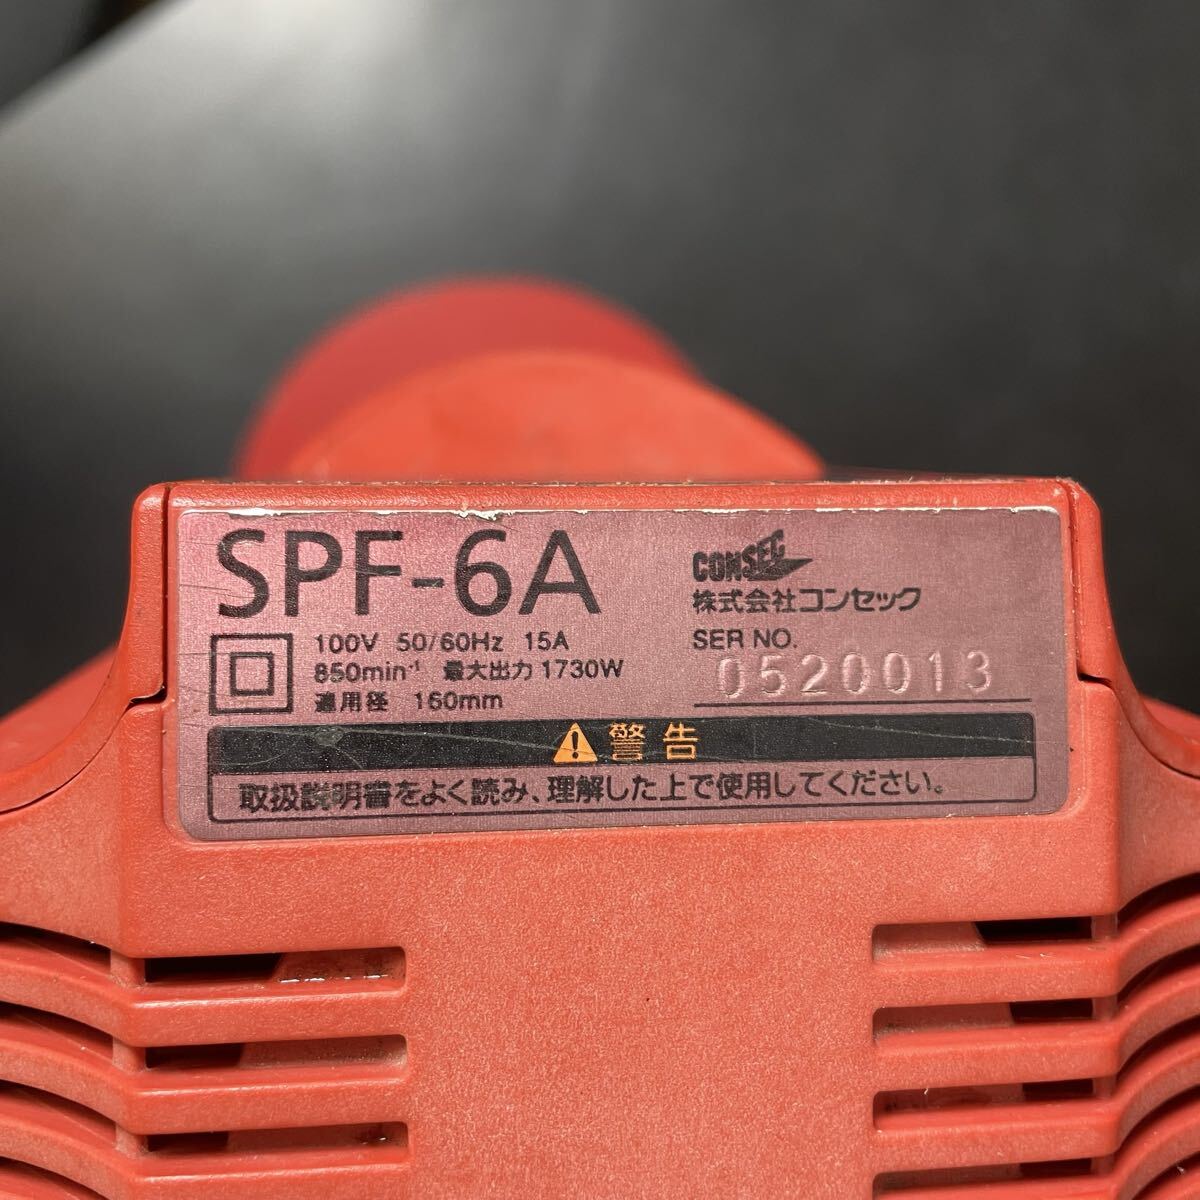 SPF-6A
CONSEC
株式会社コンセック
100V 50/60Hz 15A
850min⁻¹ 最大出力 1730W
適用径 160mm
SER NO.
0520013
⚠警告
取扱説明書をよく読み、理解した上で使用してください。